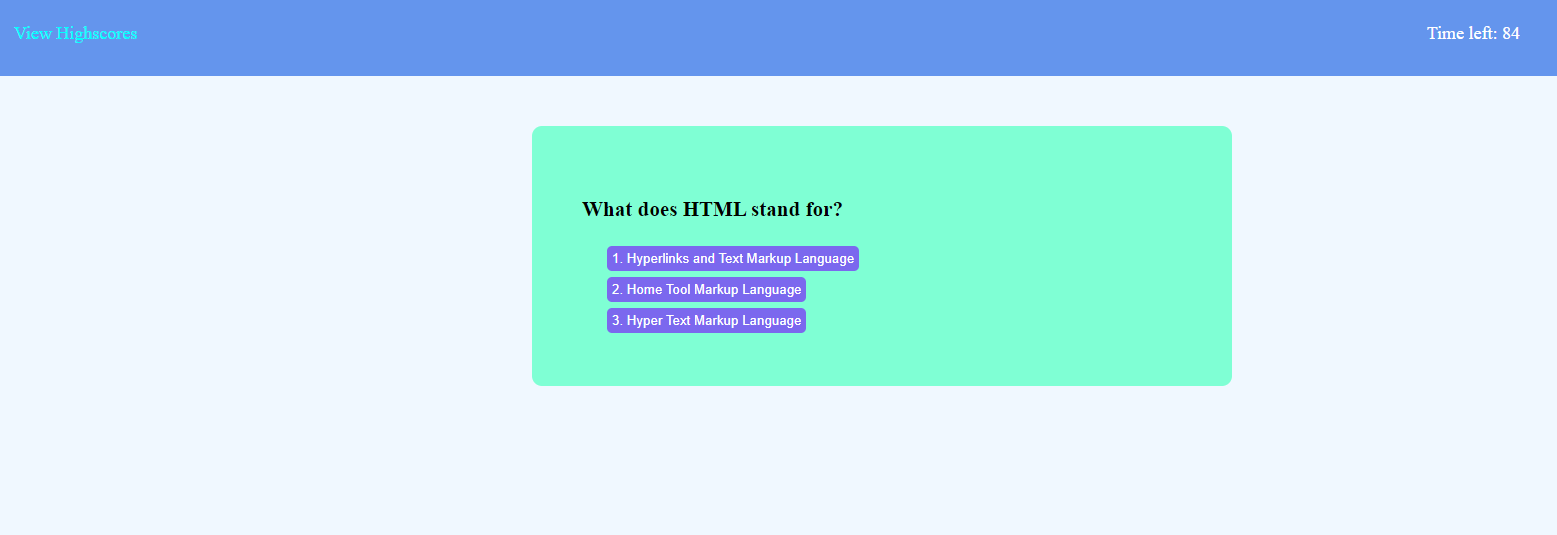 View Highscores
Time left: 84
What does HTML stand for?
1. Hyperlinks and Text Markup Language
2. Home Tool Markup Language
3. Hyper Text Markup Language